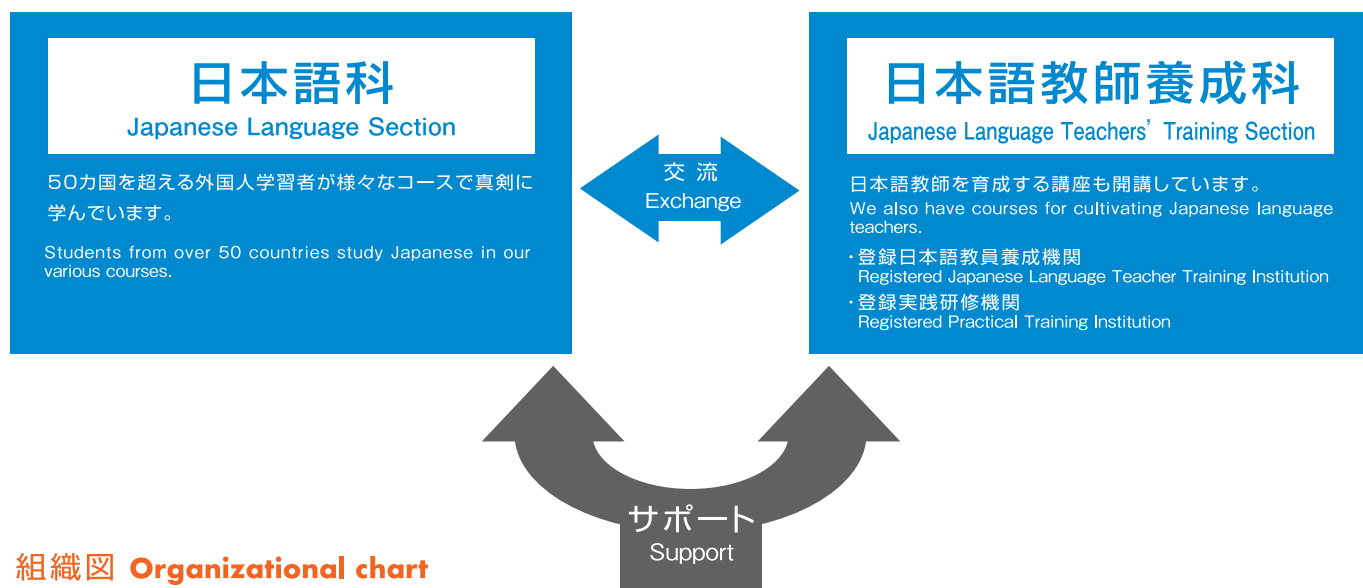 日本語科
Japanese Language Section
50カ国を超える外国人学習者が様々なコースで真剣に
学んでいます。
Students from over 50 countries study Japanese in our
various courses.
交流
Exchange
日本語教師養成科
Japanese Language Teachers' Training Section
日本語教師を育成する講座も開講しています。
We also have courses for cultivating Japanese language
teachers.
・登録日本語教員養成機関
Registered Japanese Language Teacher Training Institution
・登録実践研修機関
Registered Practical Training Institution
サポート
Support
組織図 Organizational chart